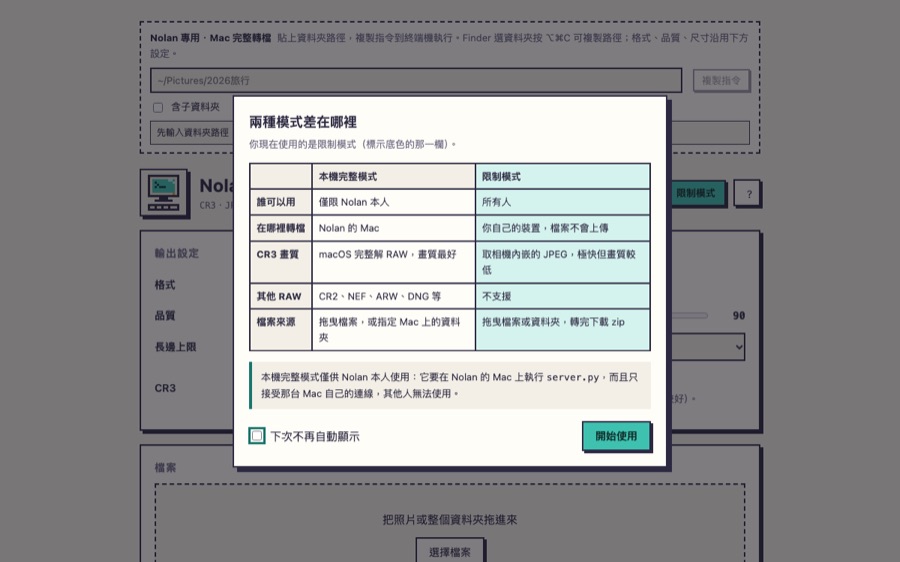 Nolan 專用・Mac 完整轉檔 貼上資料夾路徑，複製指令到終端機執行。Finder 選資料夾按 ⌥⌘C 可複製路徑；格式、品質、尺寸沿用下方
設定。
~/Pictures/2026旅行
複製指令
含子資料夾
先輸入資料夾路徑
Nola
CR3・JP
限制模式
?
輸出設定
格式
品質
90
長邊上限
CR3
好）。
檔案
把照片或整個資料夾拖進來
選擇檔案
兩種模式差在哪裡
你現在使用的是限制模式（標示底色的那一欄）。
本機完整模式 限制模式
誰可以用 僅限 Nolan 本人 所有人
在哪裡轉檔 Nolan 的 Mac 你自己的裝置，檔案不會上傳
CR3 畫質 macOS 完整解 RAW，畫質最好 取相機內嵌的 JPEG，極快但畫質較
低
其他 RAW CR2、NEF、ARW、DNG 等 不支援
檔案來源 拖曳檔案，或指定 Mac 上的資料 拖曳檔案或資料夾，轉完下載 zip
夾
本機完整模式僅供 Nolan 本人使用：它要在 Nolan 的 Mac 上執行 server.py，而且只
接受那台 Mac 自己的連線，其他人無法使用。
下次不再自動顯示
開始使用